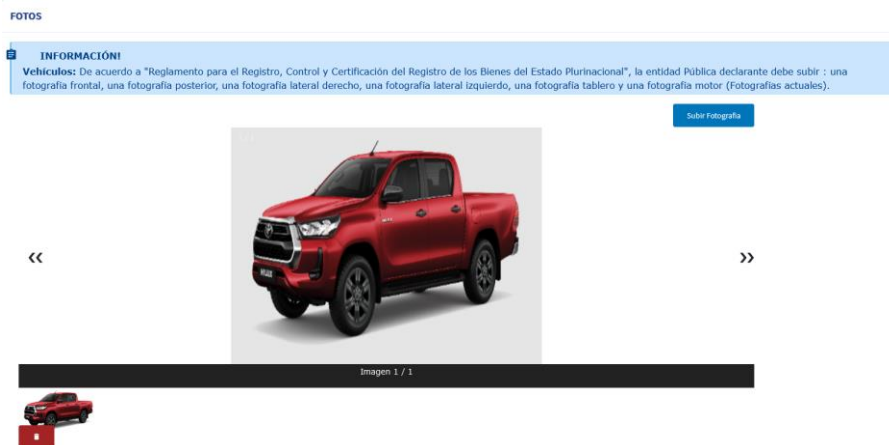 FOTOS
INFORMACIÓN!
Vehículos: De acuerdo a "Reglamento para el Registro, Control y Certificación del Registro de los Bienes del Estado Plurinacional", la entidad Pública declarante debe subir : una
fotografía frontal, una fotografía posterior, una fotografía lateral derecho, una fotografía lateral izquierdo, una fotografía tablero y una fotografía motor (Fotografías actuales).
Subir Fotografía
«
»
Imagen 1 / 1